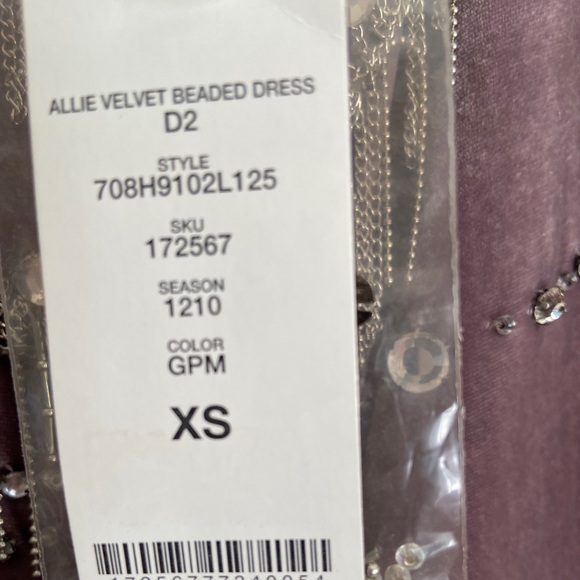 ALLIE VELVET BEADED DRESS
D2
STYLE
708H9102L125
SKU
172567
SEASON
1210
COLOR
GPM
XS